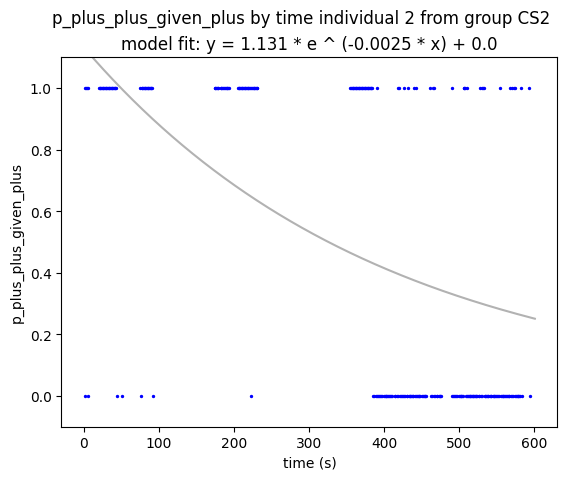 p_plus_plus_given_plus by time individual 2 from group CS2
model fit: y = 1.131 * e ^ (-0.0025 * x) + 0.0
1.0
0.8
0.6
0.4
0.2
0.0
p_plus_plus_given_plus
0 100 200 300 400 500 600
time (s)